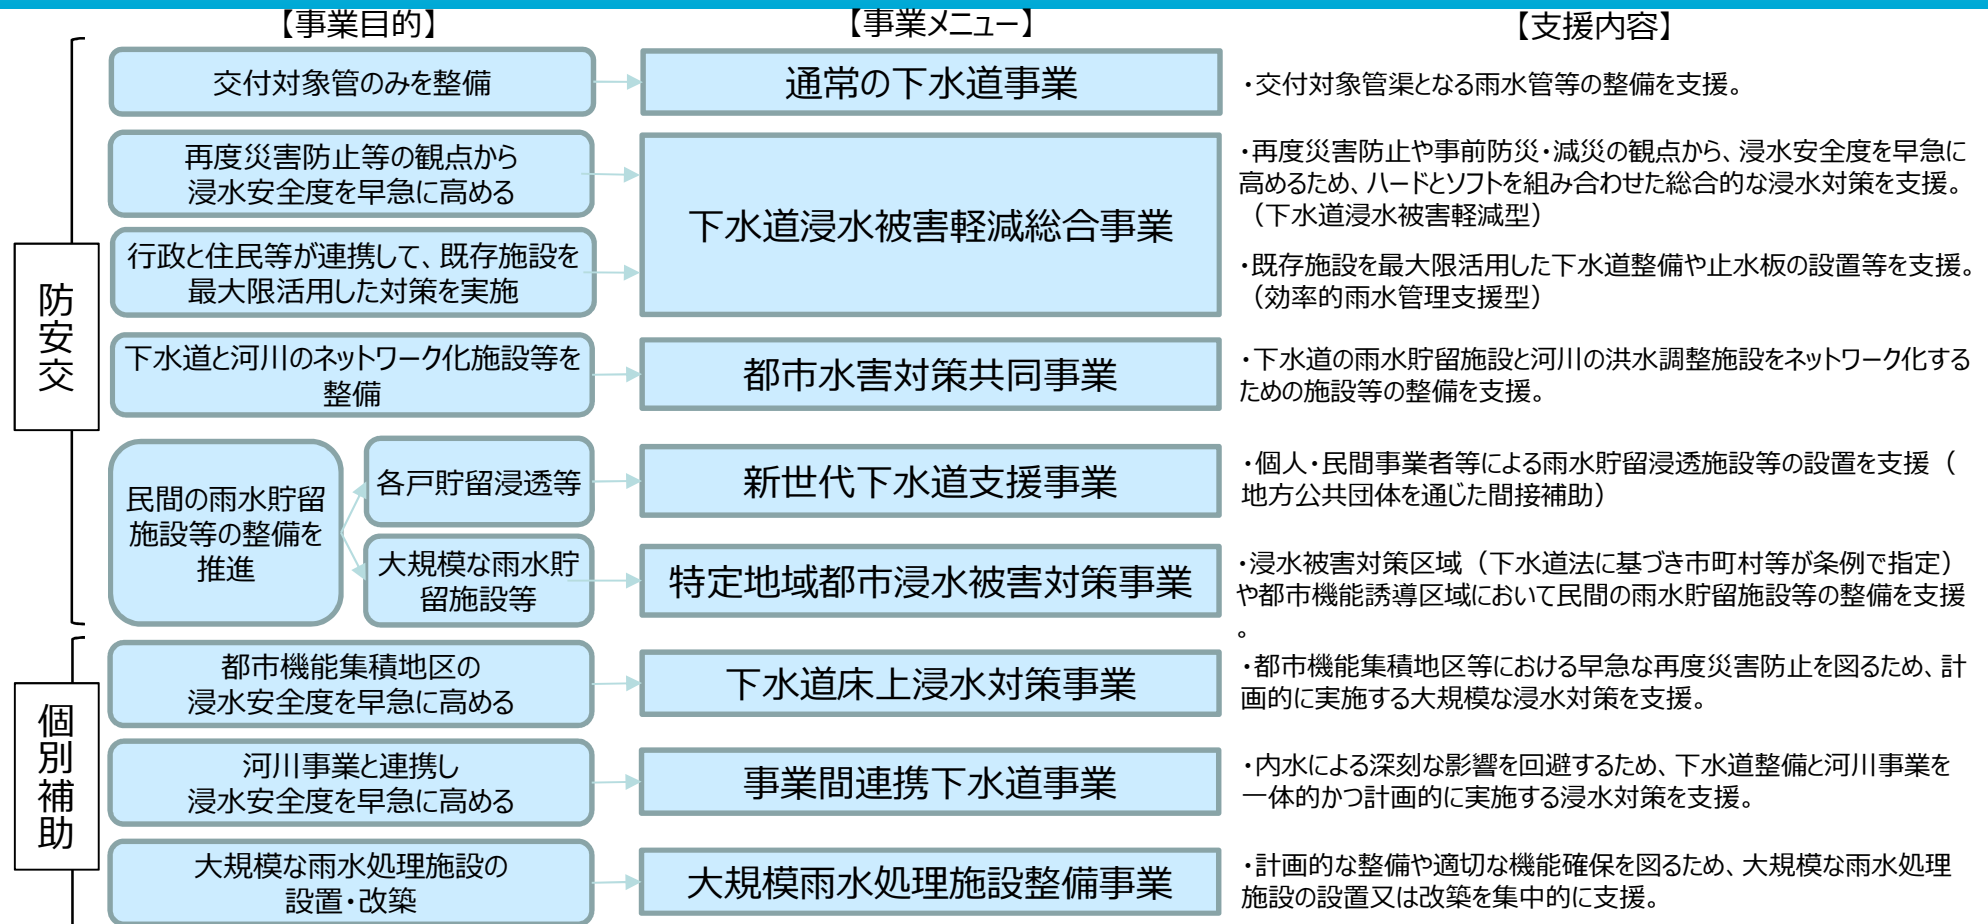 【事業目的】
【事業メニュー】
【支援内容】
防安交
交付対象管のみを整備
通常の下水道事業
・交付対象管渠となる雨水管等の整備を支援。
再度災害防止等の観点から
浸水安全度を早急に高める
行政と住民等が連携して、既存施設を
最大限活用した対策を実施
下水道浸水被害軽減総合事業
・再度災害防止や事前防災・減災の観点から、浸水安全度を早急に
高めるため、ハードとソフトを組み合わせた総合的な浸水対策を支援。
（下水道浸水被害軽減型）
・既存施設を最大限活用した下水道整備や止水板の設置等を支援。
（効率的雨水管理支援型）
下水道と河川のネットワーク化施設等を
整備
都市水害対策共同事業
・下水道の雨水貯留施設と河川の洪水調整施設をネットワーク化する
ための施設等の整備を支援。
民間の雨水貯留
施設等の整備を
推進
各戸貯留浸透等
新世代下水道支援事業
・個人・民間事業者等による雨水貯留浸透施設等の設置を支援（
地方公共団体を通じた間接補助）
大規模な雨水貯
留施設等
特定地域都市浸水被害対策事業
・浸水被害対策区域（下水道法に基づき市町村等が条例で指定）
や都市機能誘導区域において民間の雨水貯留施設等の整備を支援
。
個別補助
都市機能集積地区の
浸水安全度を早急に高める
下水道床上浸水対策事業
・都市機能集積地区等における早急な再度災害防止を図るため、計
画的に実施する大規模な浸水対策を支援。
河川事業と連携し
浸水安全度を早急に高める
事業間連携下水道事業
・内水による深刻な影響を回避するため、下水道整備と河川事業を
一体的かつ計画的に実施する浸水対策を支援。
大規模な雨水処理施設の
設置・改築
大規模雨水処理施設整備事業
・計画的な整備や適切な機能確保を図るため、大規模な雨水処理
施設の設置又は改築を集中的に支援。